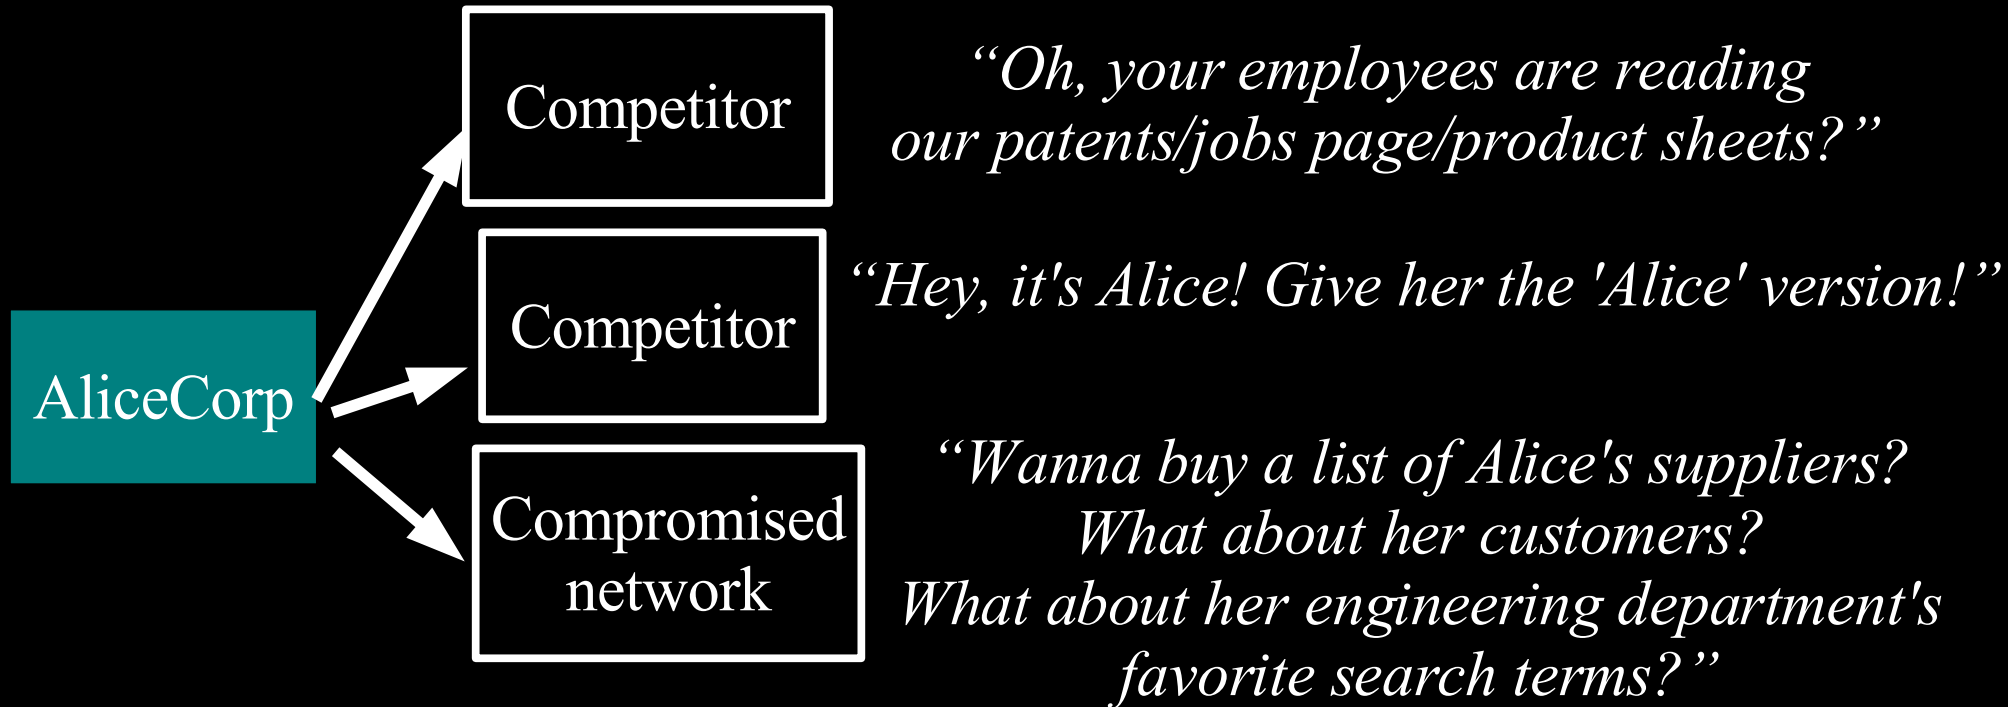 Competitor
“Oh, your employees are reading
our patents/jobs page/product sheets?”
Competitor
“Hey, it's Alice! Give her the 'Alice' version!”
AliceCorp
Compromised
network
“Wanna buy a list of Alice's suppliers?
What about her customers?
What about her engineering department's
favorite search terms?”